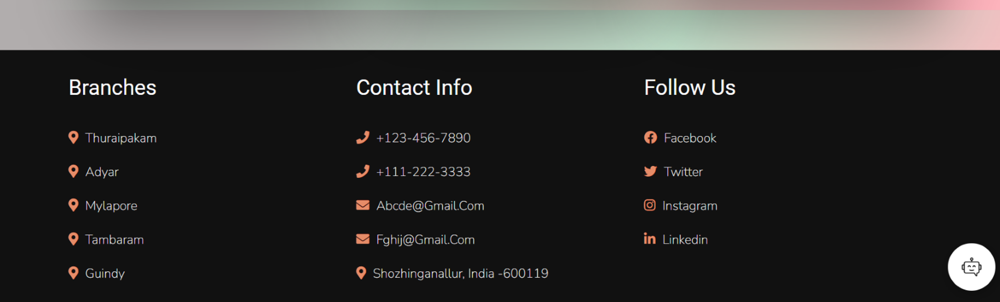 Branches
Thuraipakam
Adyar
Mylapore
Tambaram
Guindy
Contact Info
+123-456-7890
+111-222-3333
Abcde@Gmail.Com
Fghij@Gmail.Com
Shozhinganallur, India -600119
Follow Us
Facebook
Twitter
Instagram
Linkedin